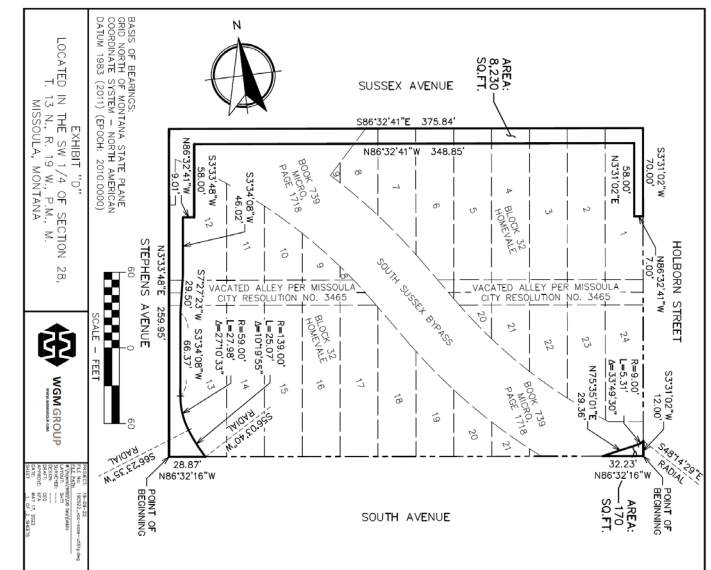 BASIS OF BEARINGS:
GRID NORTH OF MONTANA STATE PLANE
COORDINATE SYSTEM – NORTH AMERICAN
DATUM 1983 (2011) (EPOCH: 2010.0000)
EXHIBIT "D"
LOCATED IN THE SW 1/4 OF SECTION 28,
T. 13 N., R. 19 W., P.M., M.
MISSOULA, MONTANA
N
SUSSEX AVENUE
AREA:
8,230
SQ.FT.
S86°32'41"E 375.84'
N86°32'41"W 348.85'
S3°31'02"W
70.00'
58.00'
N3°31'02"E
N86°32'41"W
7.00'
HOLBORN STREET
S3°31'02"W
12.00'
N86°32'41"W
9.01'
S3°33'48"W
58.00'
S3°34'08"W
46.02'
BOOK 739
MICRO,
PAGE 1718
9
8
7
6
5
4
3
2
1
BLOCK 32
HOMEVALE
12
11
10
9
8
STEPHENS AVENUE
N3°33'48"E 259.95'
S7°27'23"W
29.50'
S3°34'08"W
66.37'
VACATED ALLEY PER MISSOULA
CITY RESOLUTION NO. 3465
SOUTH SUSSEX BYPASS
VACATED ALLEY PER MISSOULA
CITY RESOLUTION NO. 3465
BLOCK 32
HOMEVALE
13
14
15
16
17
18
19
20
21
20
21
22
23
24
R=139.00'
L=25.07'
Δ=10°19'55"
R=59.00'
L=27.98'
Δ=27°10'33"
BOOK 739
MICRO,
PAGE 1718
R=9.00'
L=5.31'
Δ=33°49'30"
N75°35'01"E
29.36'
S48°14'29"E
RADIAL
S56°03'40"W
RADIAL
S66°23'35"W
RADIAL
28.87'
N86°32'16"W
POINT OF
BEGINNING
32.23'
N86°32'16"W
POINT OF
BEGINNING
AREA:
170
SQ.FT.
SOUTH AVENUE
60
0
60
SCALE – FEET
WGM GROUP
WWW.WGMGROUP.COM
MAY 17, 2022